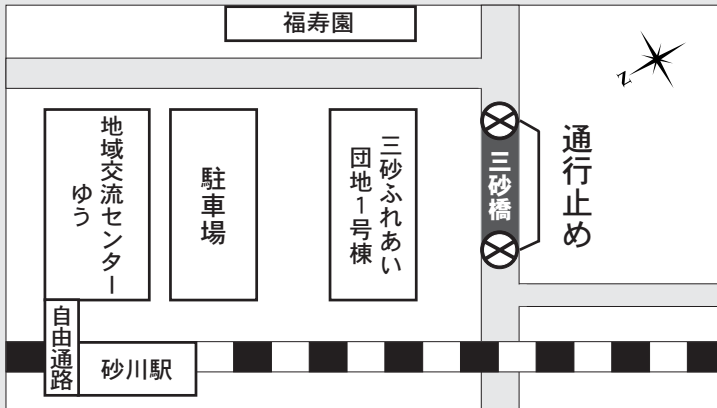 福寿園
地域交流センター
ゆう
駐車場
三砂ふれあい
団地1号棟
三砂橋
通行止め
Z
自由通路
砂川駅